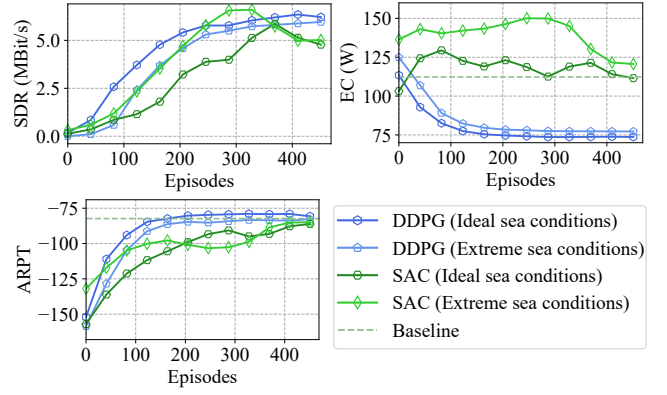 SDR (MBit/s)
5.0
2.5
0.0
0 100 200 300 400
Episodes
EC (W)
150
125
100
75
0 100 200 300 400
Episodes
ARPT
−75
−100
−125
−150
0 100 200 300 400
Episodes
DDPG (Ideal sea conditions)
DDPG (Extreme sea conditions)
SAC (Ideal sea conditions)
SAC (Extreme sea conditions)
Baseline